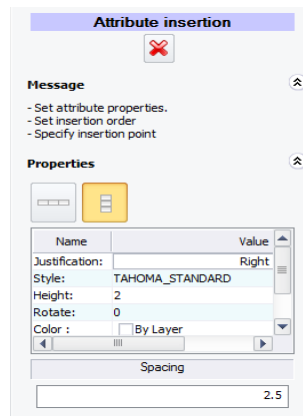 Attribute insertion
Message
- Set attribute properties.
- Set insertion order
- Specify insertion point
Properties
Name Value
Justification: Right
Style: TAHOMA_STANDARD
Height: 2
Rotate: 0
Color : By Layer
Spacing
2.5